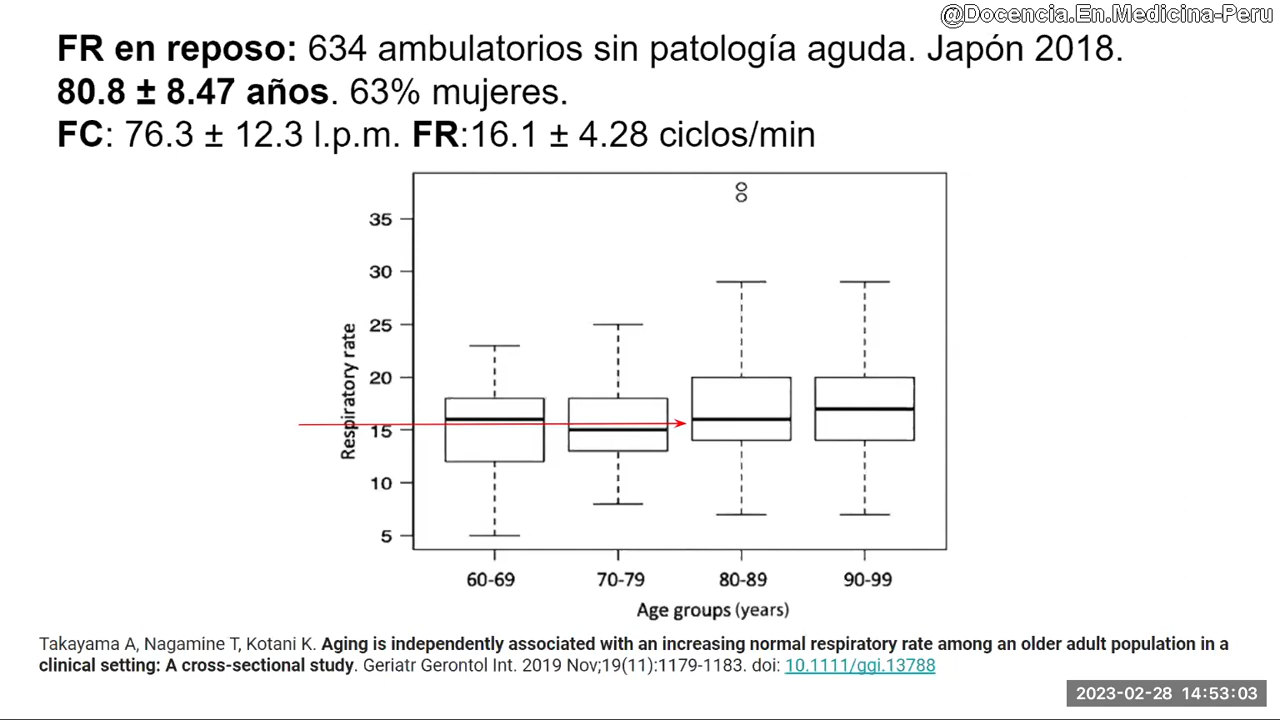 @Docencia.En.Medicina-Peru
FR en reposo: 634 ambulatorios sin patología aguda. Japón 2018.
80.8 ± 8.47 años. 63% mujeres.
FC: 76.3 ± 12.3 l.p.m. FR:16.1 ± 4.28 ciclos/min
Respiratory rate
35
30
25
20
15
10
5
60-69 70-79 80-89 90-99
Age groups (years)
Takayama A, Nagamine T, Kotani K. Aging is independently associated with an increasing normal respiratory rate among an older adult population in a
clinical setting: A cross-sectional study. Geriatr Gerontol Int. 2019 Nov;19(11):1179-1183. doi: 10.1111/ggi.13788
2023-02-28 14:53:03